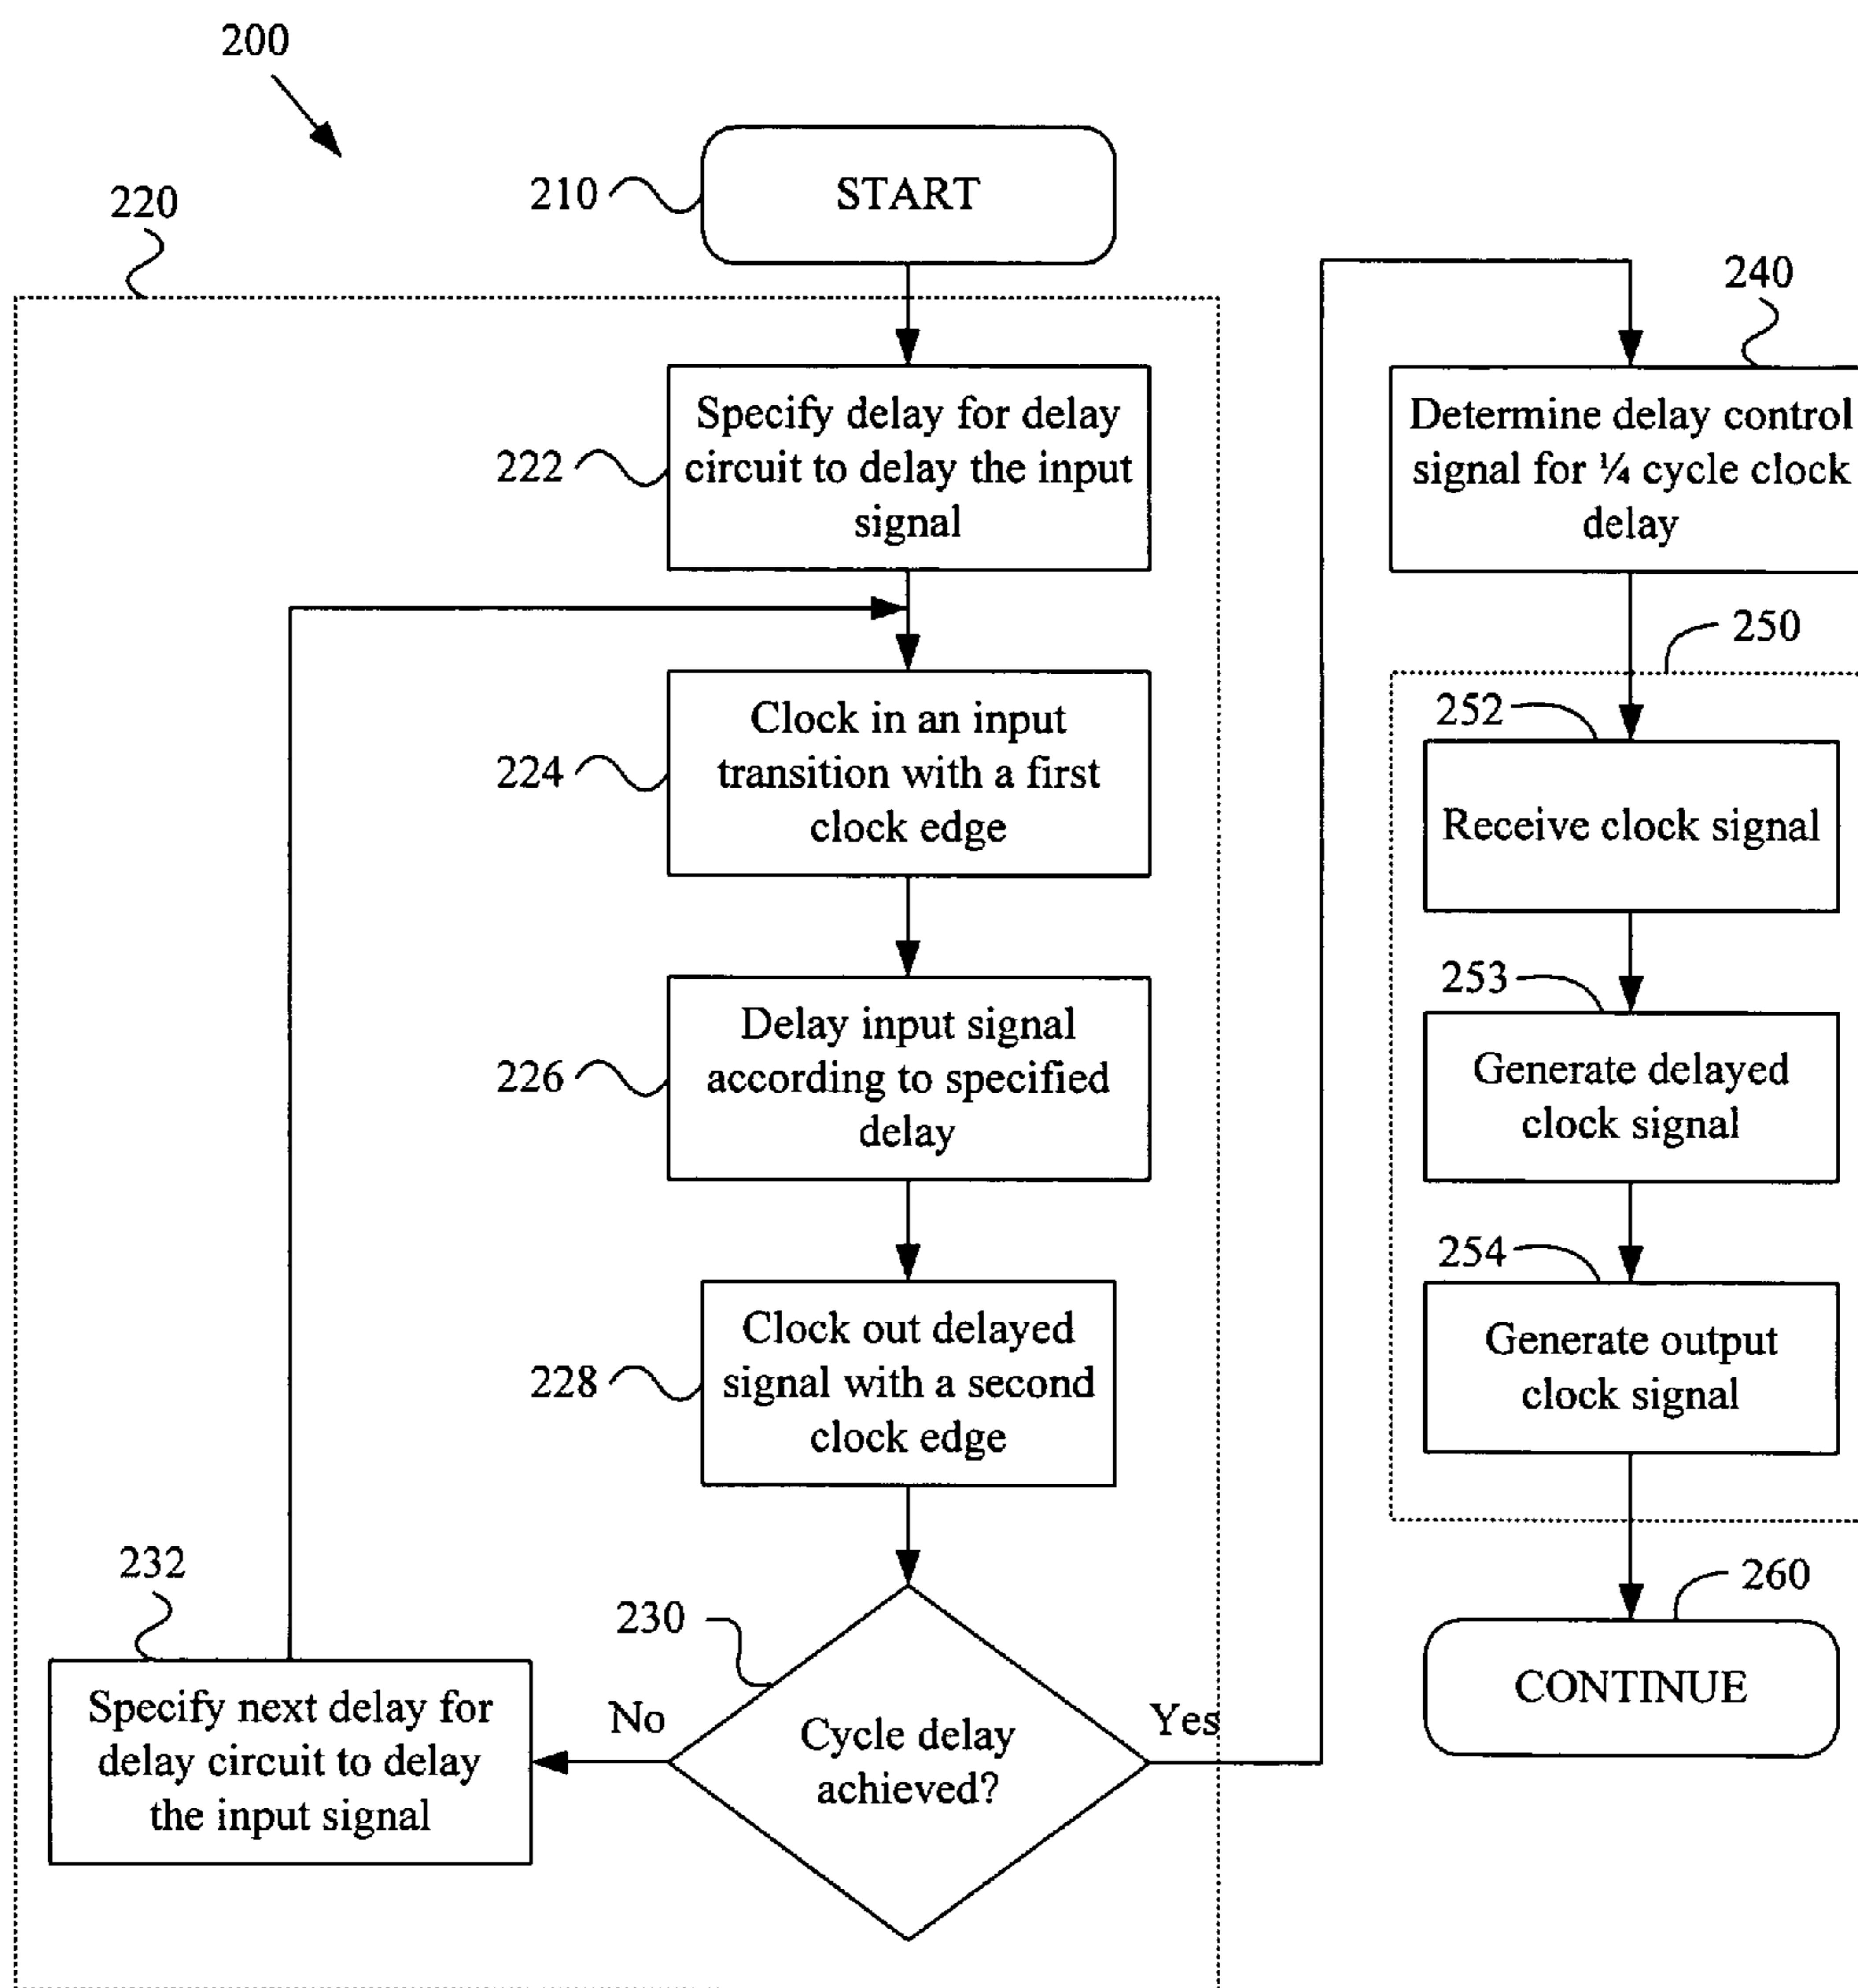 200
210
START
220
222
Specify delay for delay
circuit to delay the input
signal
224
Clock in an input
transition with a first
clock edge
226
Delay input signal
according to specified
delay
228
Clock out delayed
signal with a second
clock edge
230
Cycle delay
achieved?
No
Yes
232
Specify next delay for
delay circuit to delay
the input signal
240
Determine delay control
signal for ¼ cycle clock
delay
250
252
Receive clock signal
253
Generate delayed
clock signal
254
Generate output
clock signal
260
CONTINUE